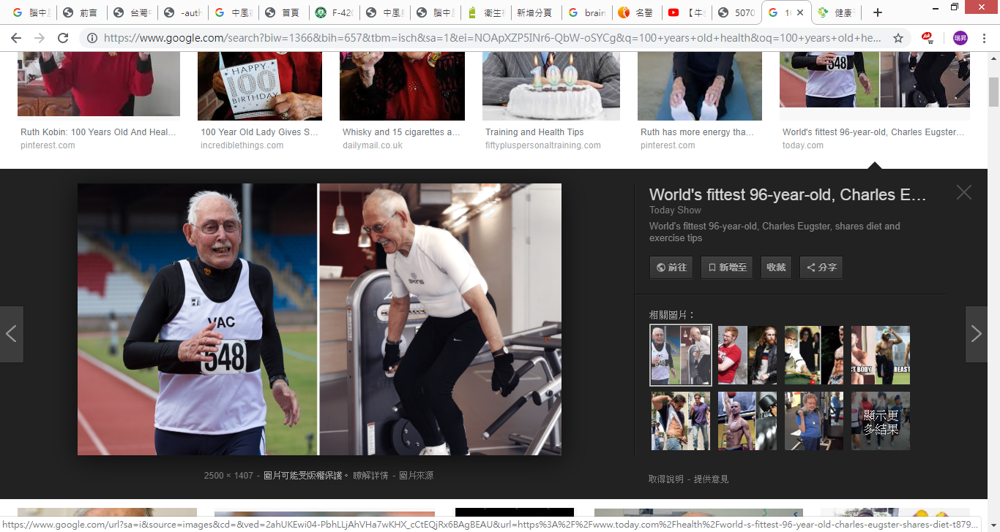 腦中
前言
台灣
-auth
中風
首頁
F-420
中風
腦中
衛生
新增分頁
brain
名醫
【牛
5070
10
健康
https://www.google.com/search?biw=1366&bih=657&tbm=isch&sa=1&ei=NOApXZP5INr6-QbW-oSYCg&q=100+years+old+health&oq=100+years+old+he...
瑞昇
HAPPY
100
BIRTHDAY
100
548
Ruth Kobin: 100 Years Old And Heal...
pinterest.com
100 Year Old Lady Gives S...
incrediblethings.com
Whisky and 15 cigarettes a...
dailymail.co.uk
Training and Health Tips
fiftypluspersonaltraining.com
Ruth has more energy tha...
pinterest.com
World's fittest 96-year-old, Charles Eugster...
today.com
VAC
548
SKINS
World's fittest 96-year-old, Charles E...
Today Show
World's fittest 96-year-old, Charles Eugster, shares diet and
exercise tips
前往
新增至
收藏
分享
相關圖片：
548
CT BODY
BEAST
顯示更
多結果
2500 × 1407 - 圖片可能受版權保護。 瞭解詳情 - 圖片來源
取得說明 - 提供意見
https://www.google.com/url?sa=i&source=images&cd=&ved=2ahUKEwi04-PbhLLjAhVHa7wKHX_cCtEQjRx6BAgBEAU&url=https%3A%2F%2Fwww.today.com%2Fhealth%2Fworld-s-fittest-96-year-old-charles-eugster-shares-diet-t879...